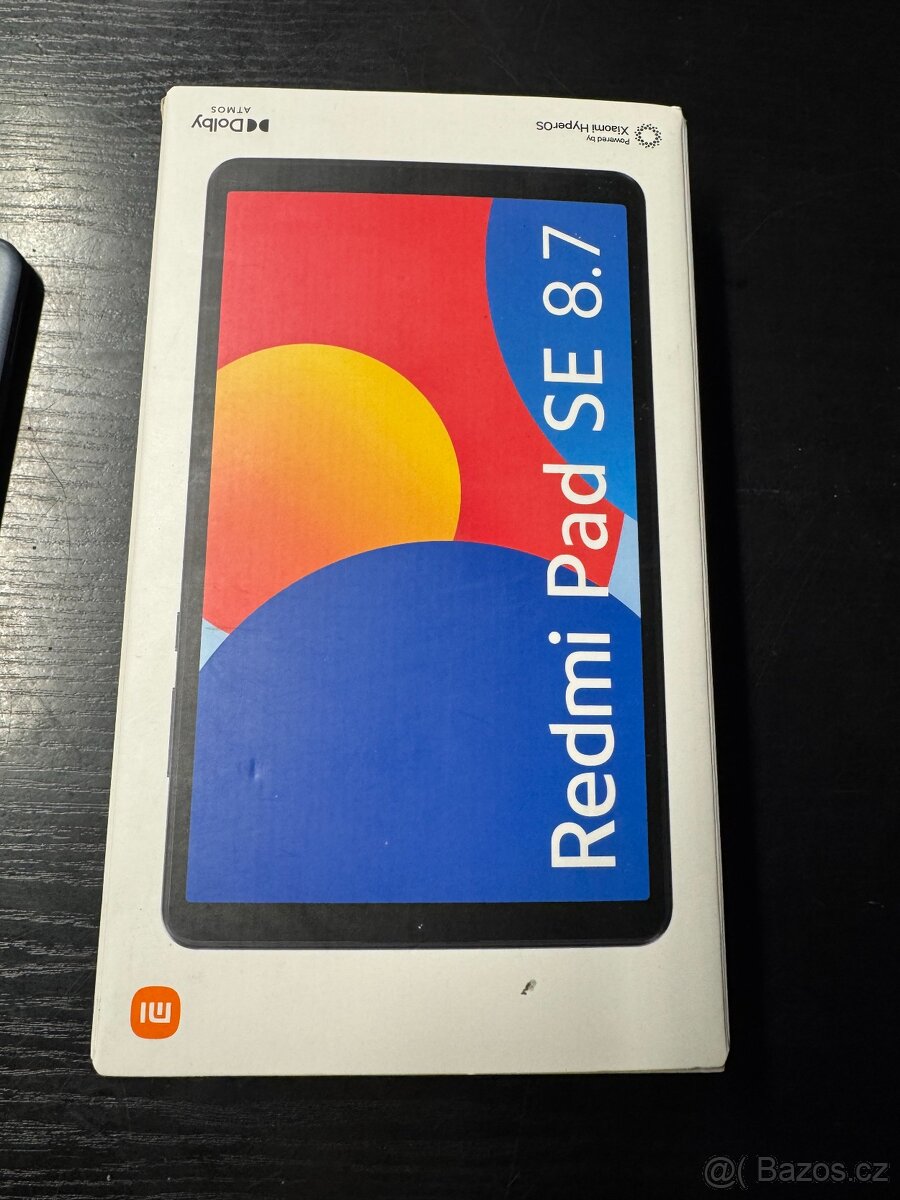 Dolby
ATMOS
Powered by
Xiaomi HyperOS
Redmi Pad SE 8.7
mi
@( Bazos.cz